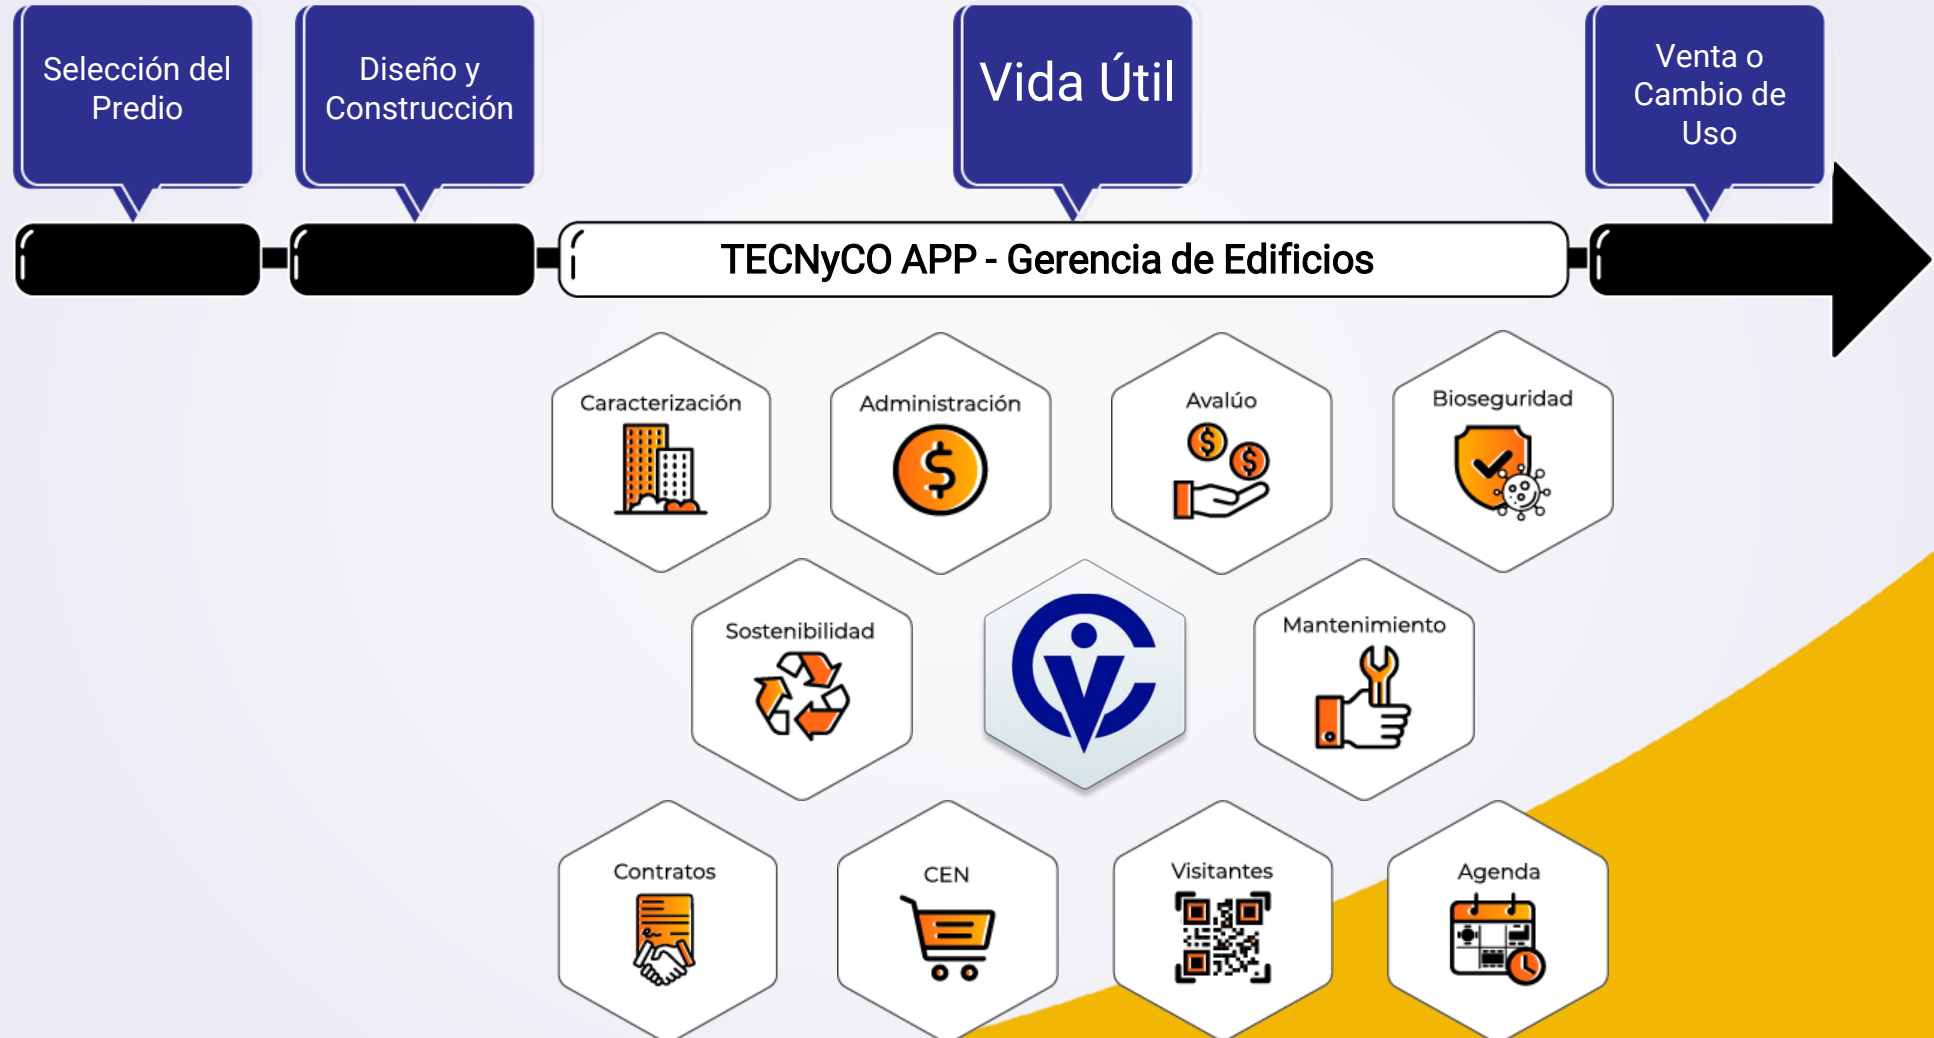 Selección del
Predio
Diseño y
Construcción
Vida Útil
Venta o
Cambio de
Uso
TECNyCO APP - Gerencia de Edificios
Caracterización
Administración
Avalúo
Bioseguridad
Sostenibilidad
Mantenimiento
Contratos
CEN
Visitantes
Agenda